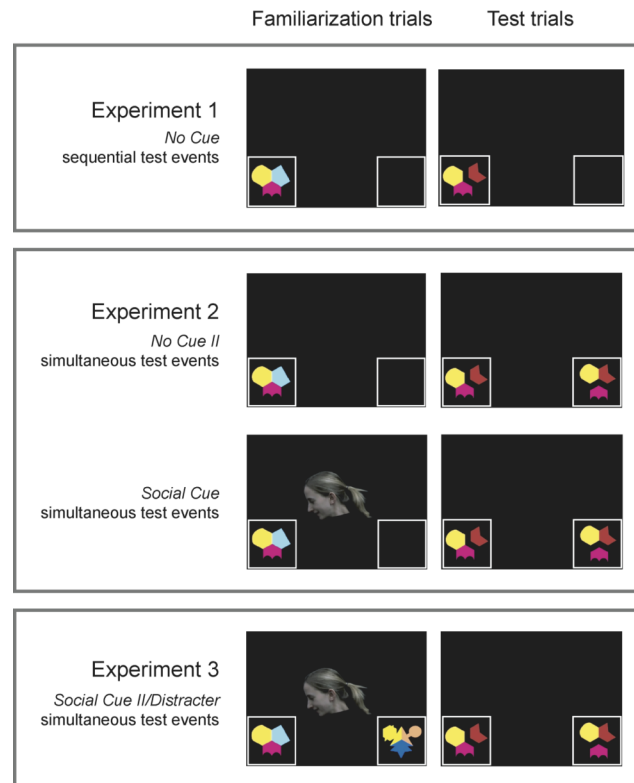 Familiarization trials Test trials
Experiment 1
No Cue
sequential test events
Experiment 2
No Cue II
simultaneous test events
Social Cue
simultaneous test events
Experiment 3
Social Cue II/Distracter
simultaneous test events